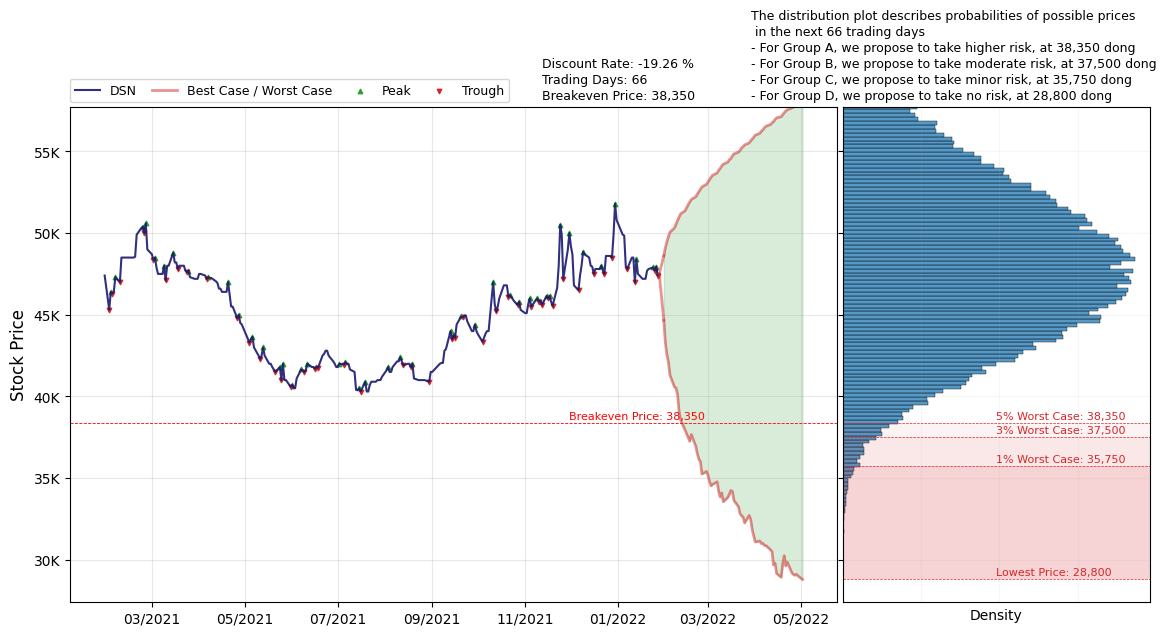 The distribution plot describes probabilities of possible prices
in the next 66 trading days
- For Group A, we propose to take higher risk, at 38,350 dong
- For Group B, we propose to take moderate risk, at 37,500 dong
- For Group C, we propose to take minor risk, at 35,750 dong
- For Group D, we propose to take no risk, at 28,800 dong
Discount Rate: -19.26 %
Trading Days: 66
Breakeven Price: 38,350
DSN
Best Case / Worst Case
Peak
Trough
Stock Price
55K
50K
45K
40K
35K
30K
Breakeven Price: 38,350
5% Worst Case: 38,350
3% Worst Case: 37,500
1% Worst Case: 35,750
Lowest Price: 28,800
03/2021
05/2021
07/2021
09/2021
11/2021
01/2022
03/2022
05/2022
Density